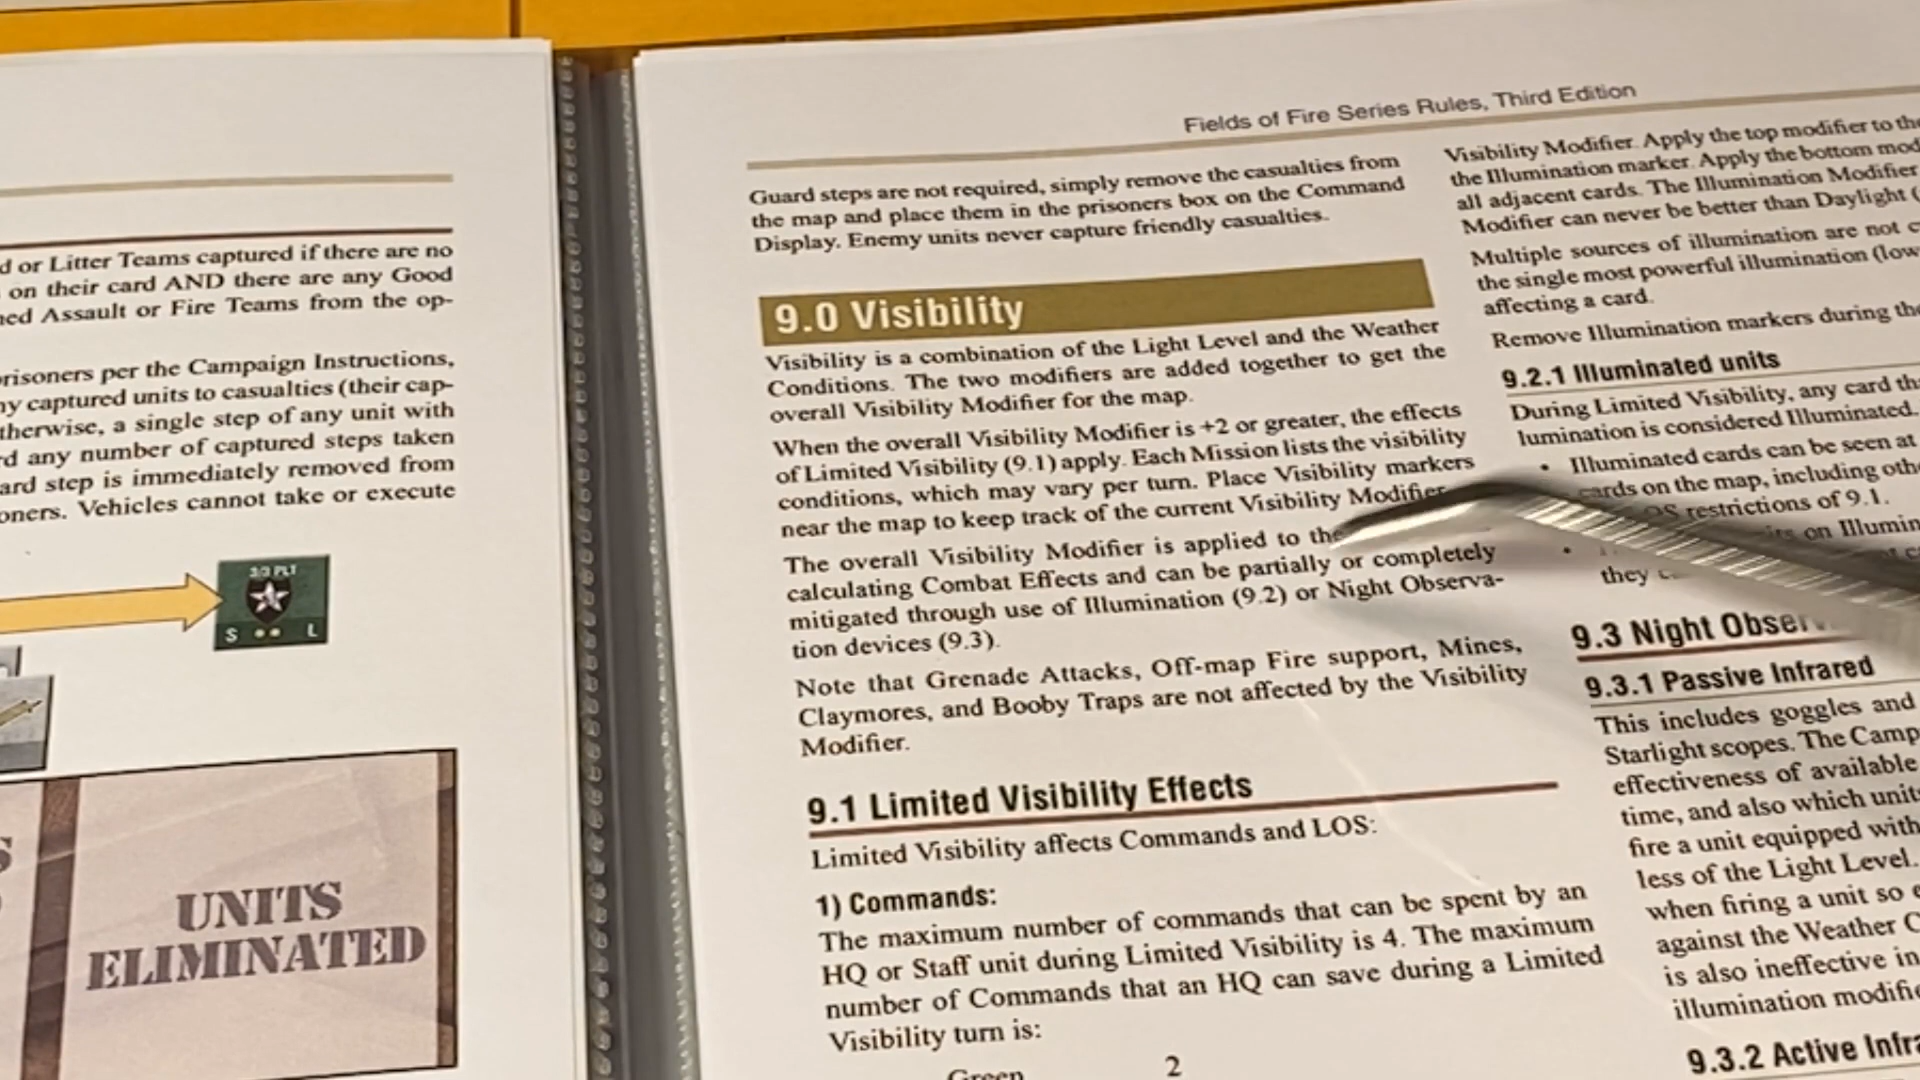 d or Litter Teams captured if there are no
on their card AND there are any Good
ned Assault or Fire Teams from the op-
risoners per the Campaign Instructions,
ny captured units to casualties (their cap-
therwise, a single step of any unit with
rd any number of captured steps taken
ard step is immediately removed from
oners. Vehicles cannot take or execute
3/3 PLT
S L
UNITS
ELIMINATED
Fields of Fire Series Rules, Third Edition
Guard steps are not required, simply remove the casualties from
the map and place them in the prisoners box on the Command
Display. Enemy units never capture friendly casualties.
9.0 Visibility
Visibility is a combination of the Light Level and the Weather
Conditions. The two modifiers are added together to get the
overall Visibility Modifier for the map.
When the overall Visibility Modifier is +2 or greater, the effects
of Limited Visibility (9.1) apply. Each Mission lists the visibility
conditions, which may vary per turn. Place Visibility markers
near the map to keep track of the current Visibility Modifier
The overall Visibility Modifier is applied to the
calculating Combat Effects and can be partially or completely
mitigated through use of Illumination (9.2) or Night Observa-
tion devices (9.3).
Note that Grenade Attacks, Off-map Fire support, Mines,
Claymores, and Booby Traps are not affected by the Visibility
Modifier.
9.1 Limited Visibility Effects
Limited Visibility affects Commands and LOS:
1) Commands:
The maximum number of commands that can be spent by an
HQ or Staff unit during Limited Visibility is 4. The maximum
number of Commands that an HQ can save during a Limited
Visibility turn is:
Green 2
Visibility Modifier. Apply the top modifier to the
the Illumination marker. Apply the bottom mod
all adjacent cards. The Illumination Modifier
Modifier can never be better than Daylight (
Multiple sources of illumination are not c
the single most powerful illumination (low
affecting a card.
Remove Illumination markers during the
9.2.1 Illuminated units
During Limited Visibility, any card th
lumination is considered Illuminated.
• Illuminated cards can be seen at
cards on the map, including oth
restrictions of 9.1.
on Illumin
they
9.3 Night Obser
9.3.1 Passive Infrared
This includes goggles and
Starlight scopes. The Camp
effectiveness of available
time, and also which unit
fire a unit equipped with
less of the Light Level.
when firing a unit so e
against the Weather C
is also ineffective in
illumination modifi
9.3.2 Active Infra